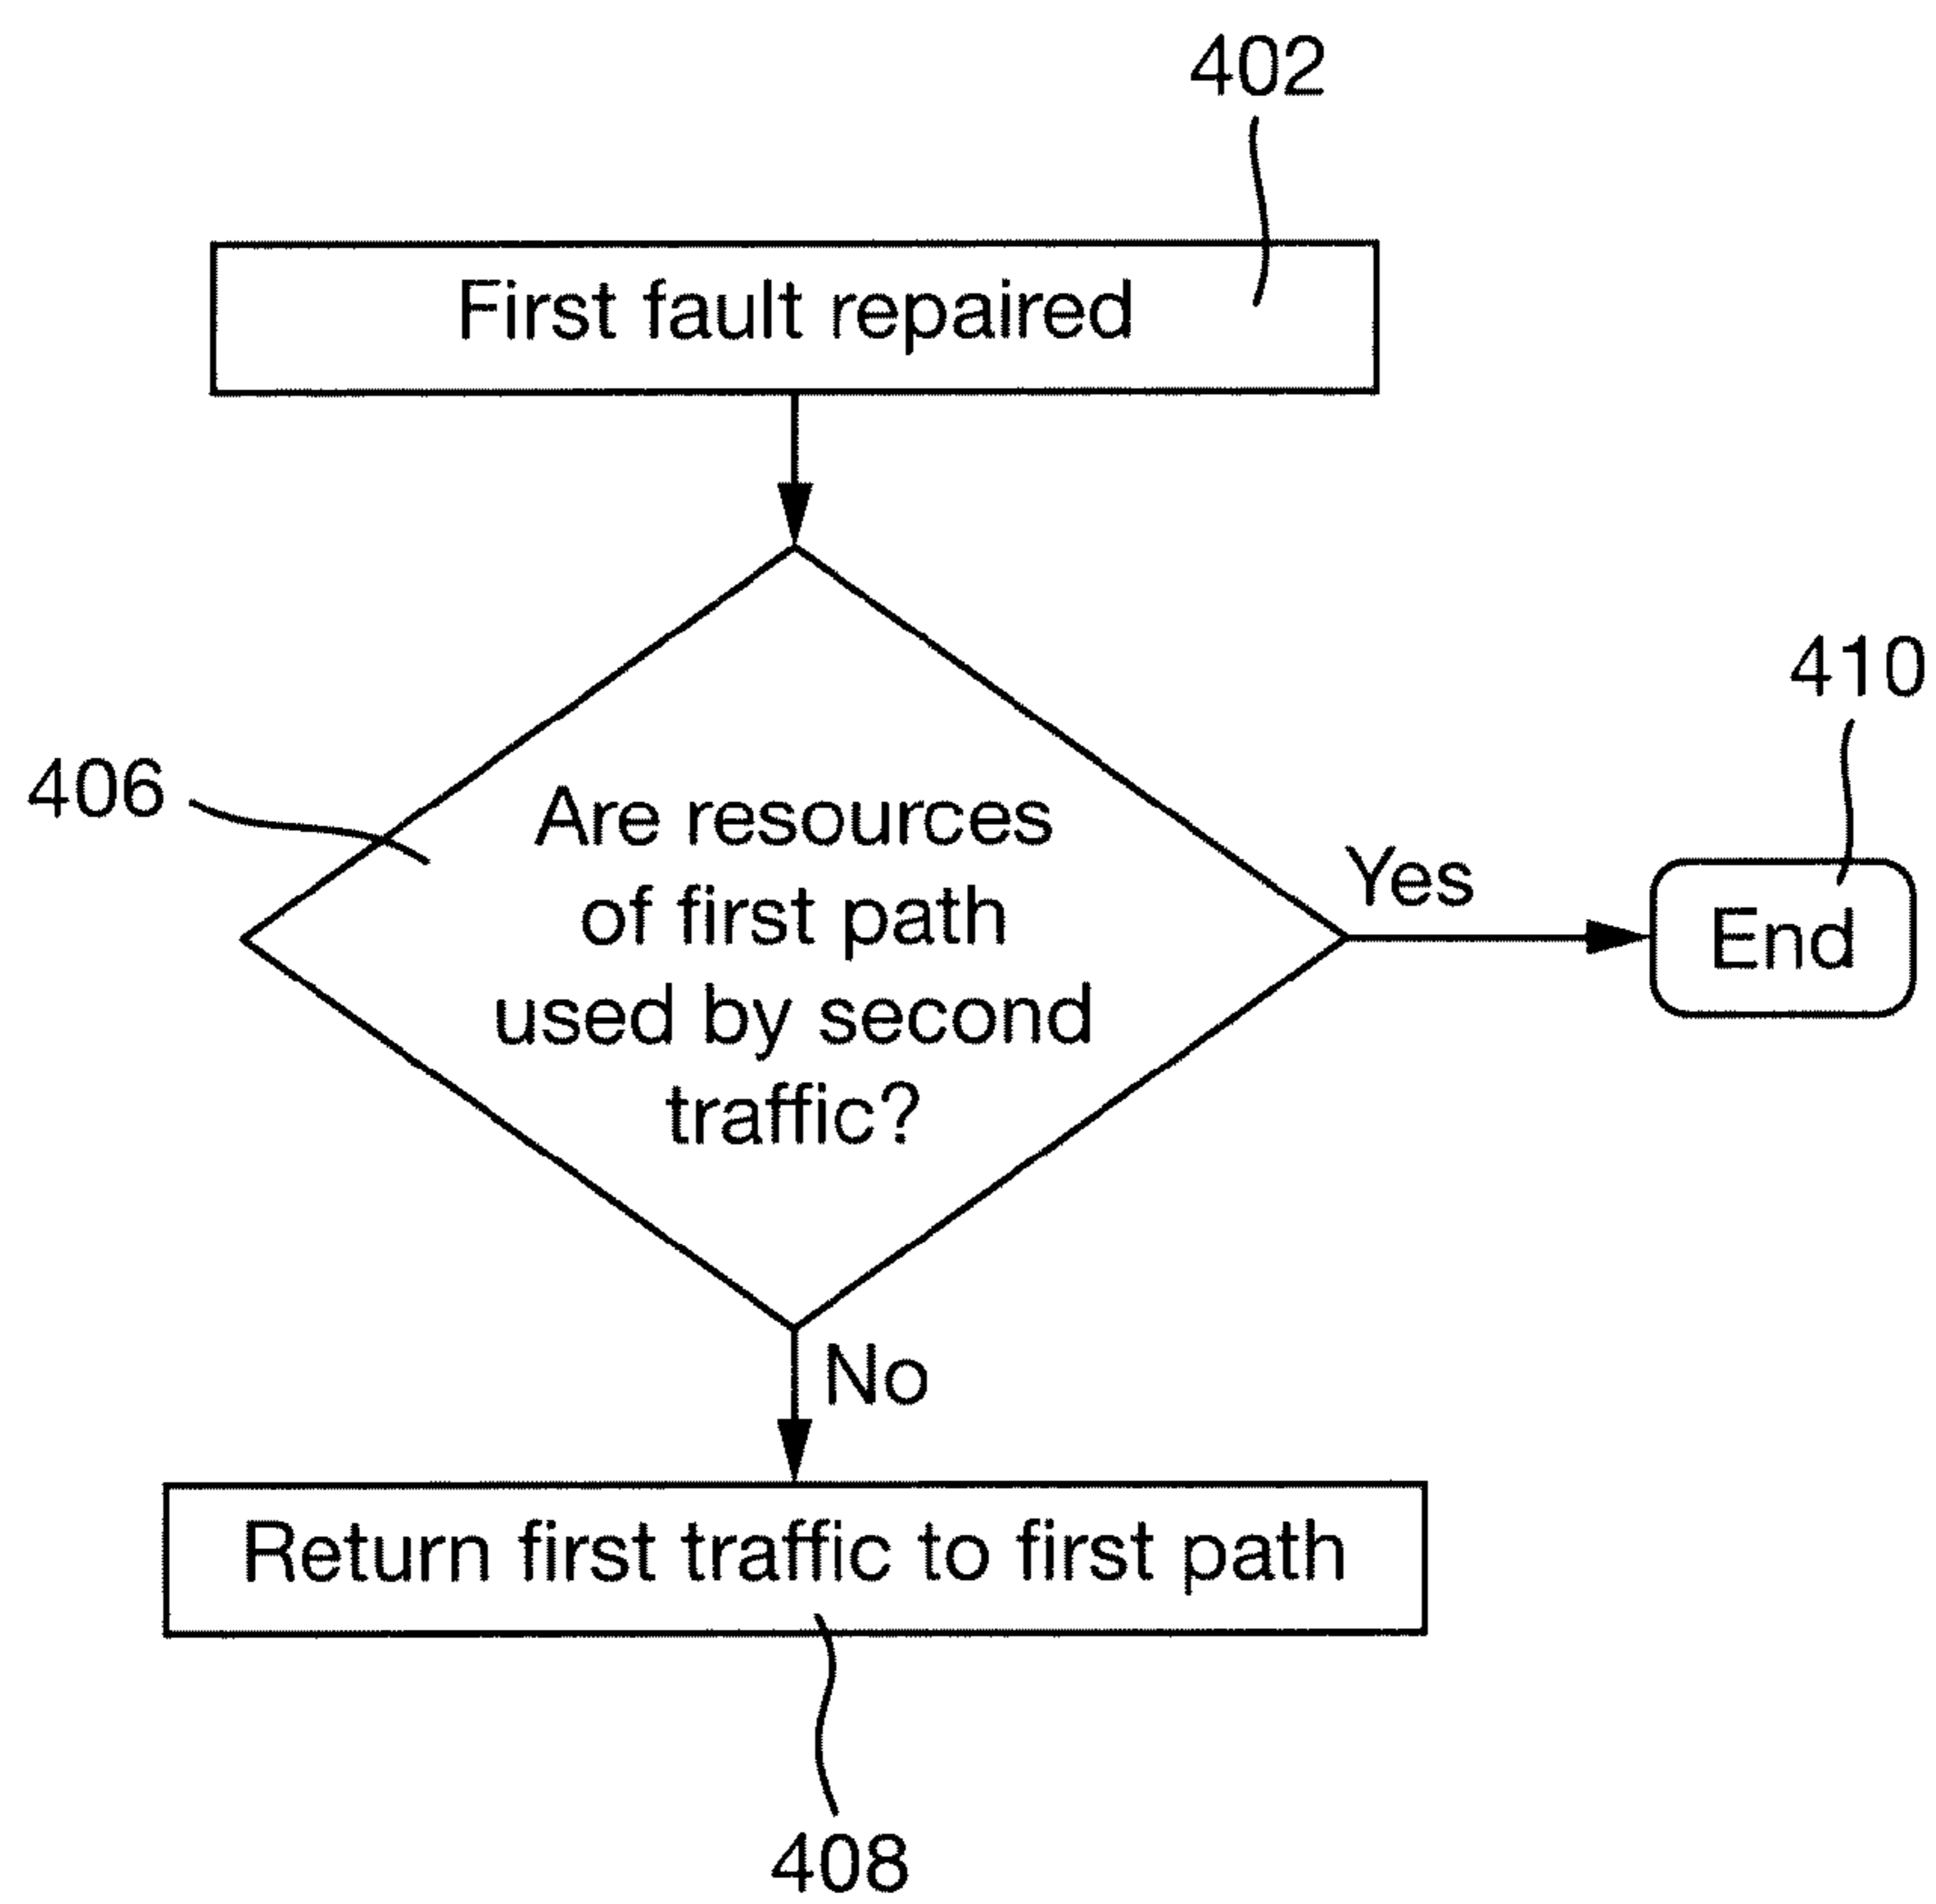 402
First fault repaired
410
406
Are resources
of first path
used by second
traffic?
Yes
End
No
Return first traffic to first path
408